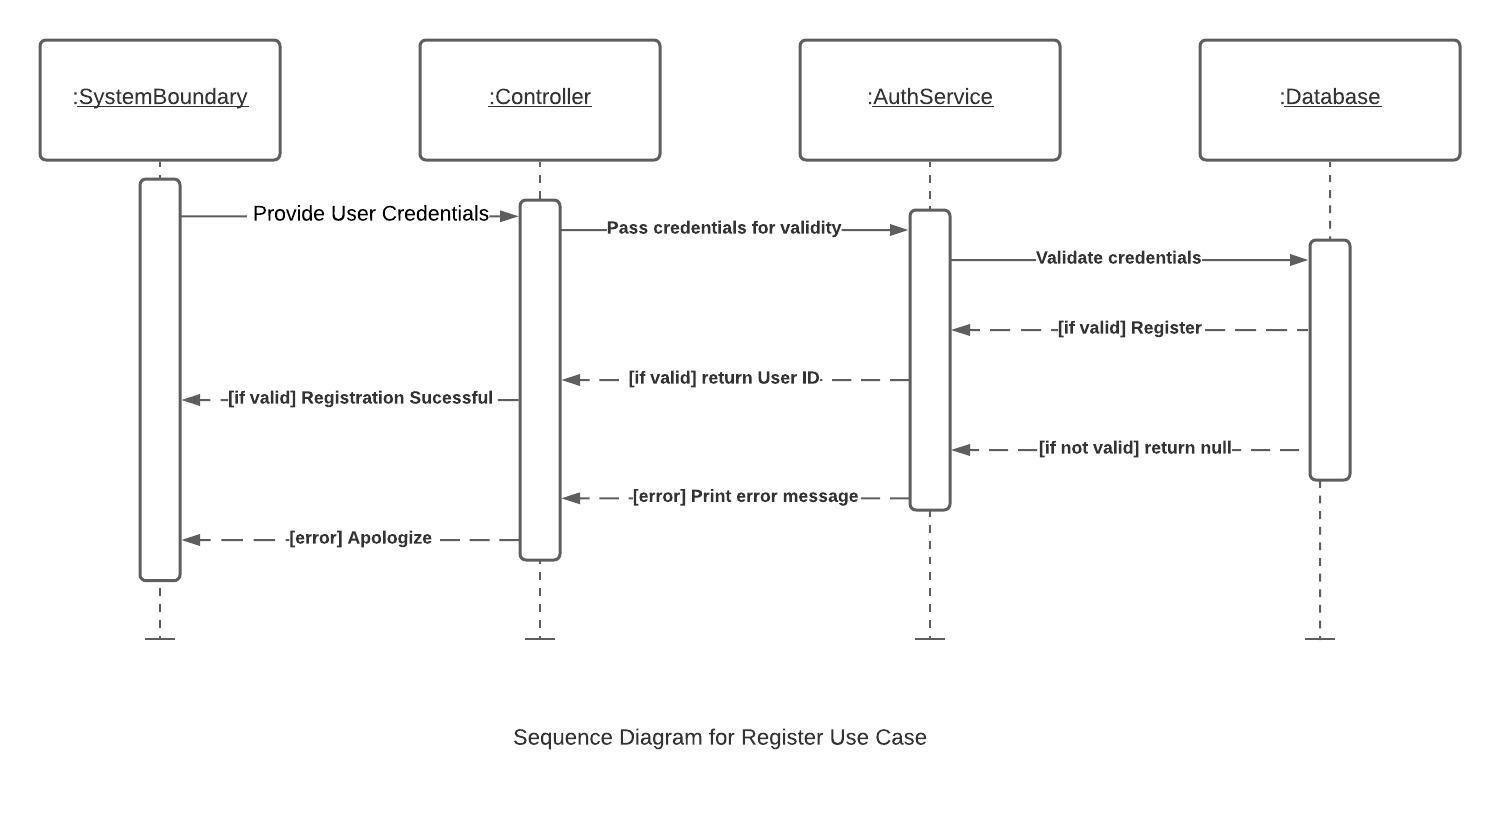 :SystemBoundary
:Controller
:AuthService
:Database
Provide User Credentials
Pass credentials for validity
Validate credentials
[if valid] Register
[if valid] return User ID
[if valid] Registration Sucessful
[if not valid] return null
[error] Print error message
[error] Apologize
Sequence Diagram for Register Use Case